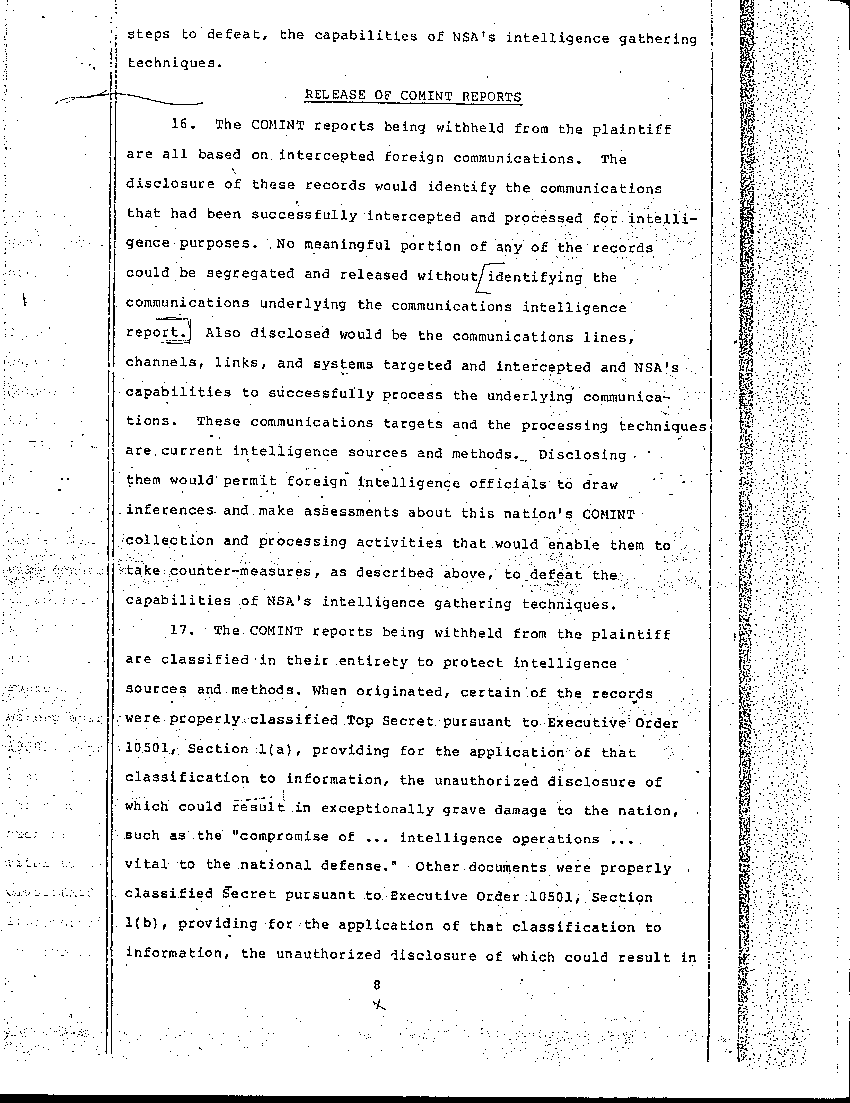 steps to defeat, the capabilities of NSA's intelligence gathering
techniques.
RELEASE OF COMINT REPORTS
16. The COMINT reports being withheld from the plaintiff
are all based on intercepted foreign communications. The
disclosure of these records would identify the communications
that had been successfully intercepted and processed for intelli-
gence purposes. No meaningful portion of any of the records
could be segregated and released without identifying the
communications underlying the communications intelligence
report. Also disclosed would be the communications lines,
channels, links, and systems targeted and intercepted and NSA's
capabilities to successfully process the underlying communica-
tions. These communications targets and the processing techniques
are current intelligence sources and methods. Disclosing
them would permit foreign intelligence officials to draw
inferences and make assessments about this nation's COMINT
collection and processing activities that would enable them to
take counter-measures, as described above, to defeat the
capabilities of NSA's intelligence gathering techniques.
17. The COMINT reports being withheld from the plaintiff
are classified in their entirety to protect intelligence
sources and methods. When originated, certain of the records
were properly classified Top Secret pursuant to Executive Order
10501, Section 1(a), providing for the application of that
classification to information, the unauthorized disclosure of
which could result in exceptionally grave damage to the nation,
such as the "compromise of ... intelligence operations ...
vital to the national defense." Other documents were properly
classified Secret pursuant to Executive Order 10501, Section
1(b), providing for the application of that classification to
information, the unauthorized disclosure of which could result in
8